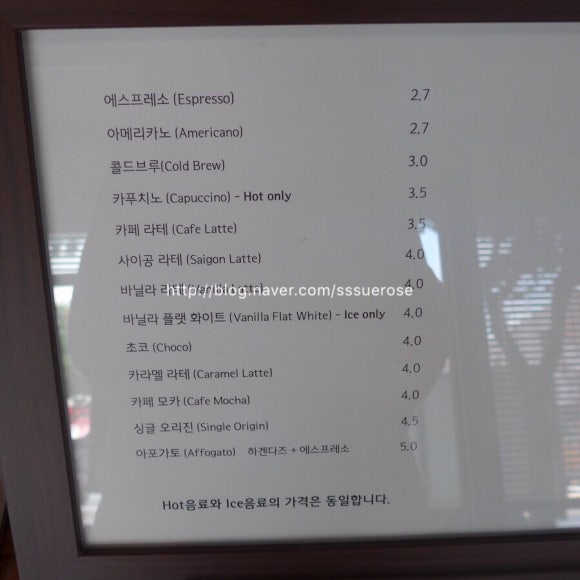 에스프레소 (Espresso) 2.7
아메리카노 (Americano) 2.7
콜드브루(Cold Brew) 3.0
카푸치노 (Capuccino) - Hot only 3.5
카페 라테 (Cafe Latte) 3.5
사이공 라테 (Saigon Latte) 4.0
바닐라 4.0
http://blog.naver.com/sssuerose
바닐라 플랫 화이트 (Vanilla Flat White) - Ice only 4.0
초코 (Choco) 4.0
카라멜 라테 (Caramel Latte) 4.0
카페 모카 (Cafe Mocha) 4.0
싱글 오리진 (Single Origin) 4.5
아포가토 (Affogato) 하겐다즈 + 에스프레소 5.0
Hot음료와 Ice음료의 가격은 동일합니다.